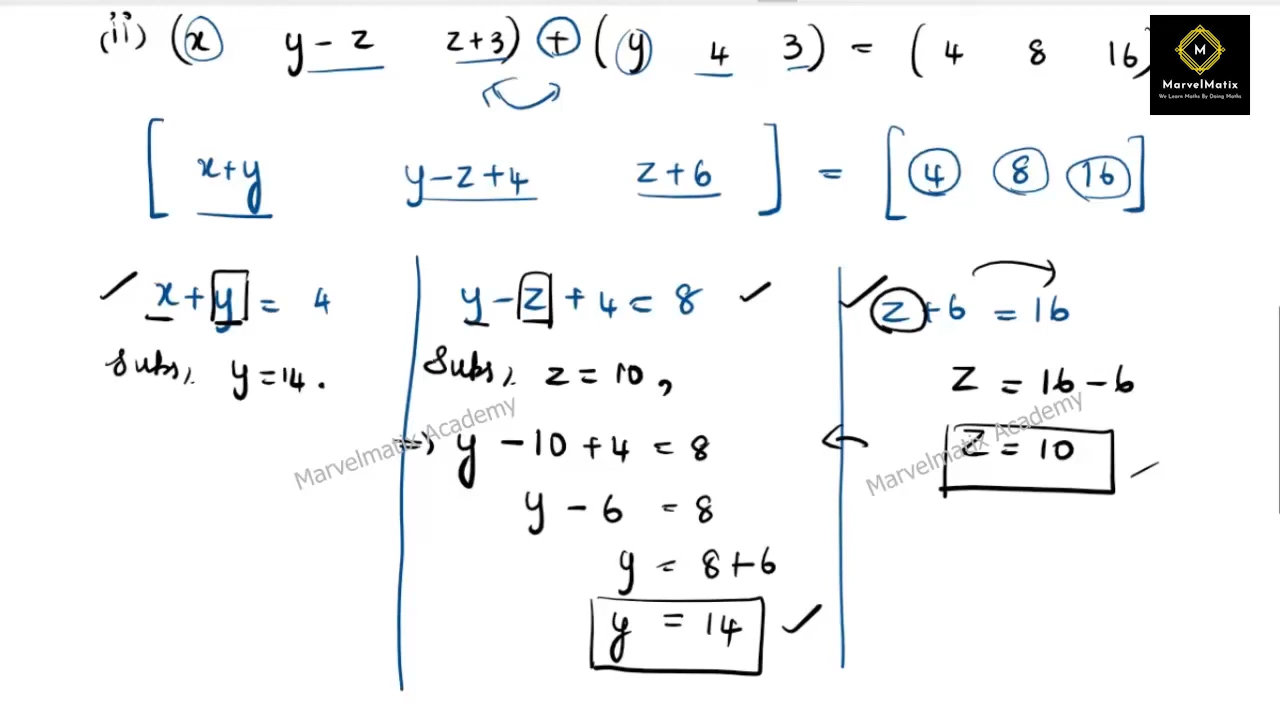 (ii) (x y-z z+3) + (y 4 3) = (4 8 16)
MarvelMatix
We Learn Maths By Doing Maths
[x+y y-z+4 z+6] = [4 8 16]
x+y = 4
Subs, y=14.
y-z+4=8
Subs, z=10,
=) y-10+4=8
y-6 =8
y = 8+6
y = 14
z+6 =16
z = 16-6
z = 10
Marvelmatix Academy
Marvelmatix Academy